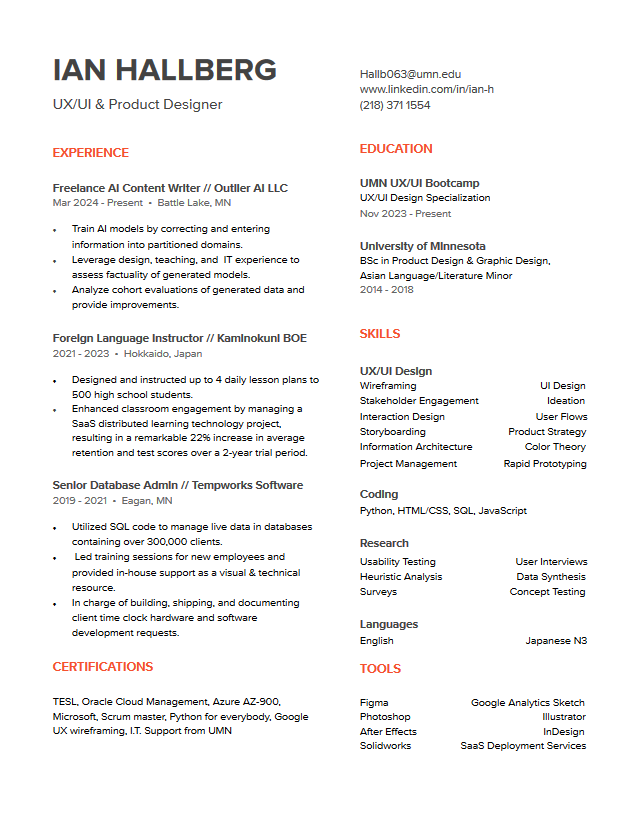 IAN HALLBERG
UX/UI & Product Designer
Hallb063@umn.edu
www.linkedin.com/in/ian-h
(218) 371 1554
EXPERIENCE
Freelance AI Content Writer // Outlier AI LLC
Mar 2024 - Present • Battle Lake, MN
• Train AI models by correcting and entering
information into partitioned domains.
• Leverage design, teaching, and IT experience to
assess factuality of generated models.
• Analyze cohort evaluations of generated data and
provide improvements.
Foreign Language Instructor // Kaminokuni BOE
2021 - 2023 • Hokkaido, Japan
• Designed and instructed up to 4 daily lesson plans to
500 high school students.
• Enhanced classroom engagement by managing a
SaaS distributed learning technology project,
resulting in a remarkable 22% increase in average
retention and test scores over a 2-year trial period.
Senior Database Admin // Tempworks Software
2019 - 2021 • Eagan, MN
• Utilized SQL code to manage live data in databases
containing over 300,000 clients.
• Led training sessions for new employees and
provided in-house support as a visual & technical
resource.
• In charge of building, shipping, and documenting
client time clock hardware and software
development requests.
CERTIFICATIONS
TESL, Oracle Cloud Management, Azure AZ-900,
Microsoft, Scrum master, Python for everybody, Google
UX wireframing, I.T. Support from UMN
EDUCATION
UMN UX/UI Bootcamp
UX/UI Design Specialization
Nov 2023 - Present
University of Minnesota
BSc in Product Design & Graphic Design,
Asian Language/Literature Minor
2014 - 2018
SKILLS
UX/UI Design
Wireframing UI Design
Stakeholder Engagement Ideation
Interaction Design User Flows
Storyboarding Product Strategy
Information Architecture Color Theory
Project Management Rapid Prototyping
Coding
Python, HTML/CSS, SQL, JavaScript
Research
Usability Testing User Interviews
Heuristic Analysis Data Synthesis
Surveys Concept Testing
Languages
English Japanese N3
TOOLS
Figma Google Analytics Sketch
Photoshop Illustrator
After Effects InDesign
Solidworks SaaS Deployment Services